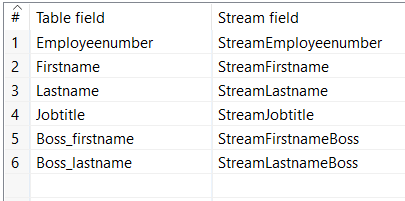 # Table field Stream field
1 Employeenumber StreamEmployeenumber
2 Firstname StreamFirstname
3 Lastname StreamLastname
4 Jobtitle StreamJobtitle
5 Boss_firstname StreamFirstnameBoss
6 Boss_lastname StreamLastnameBoss